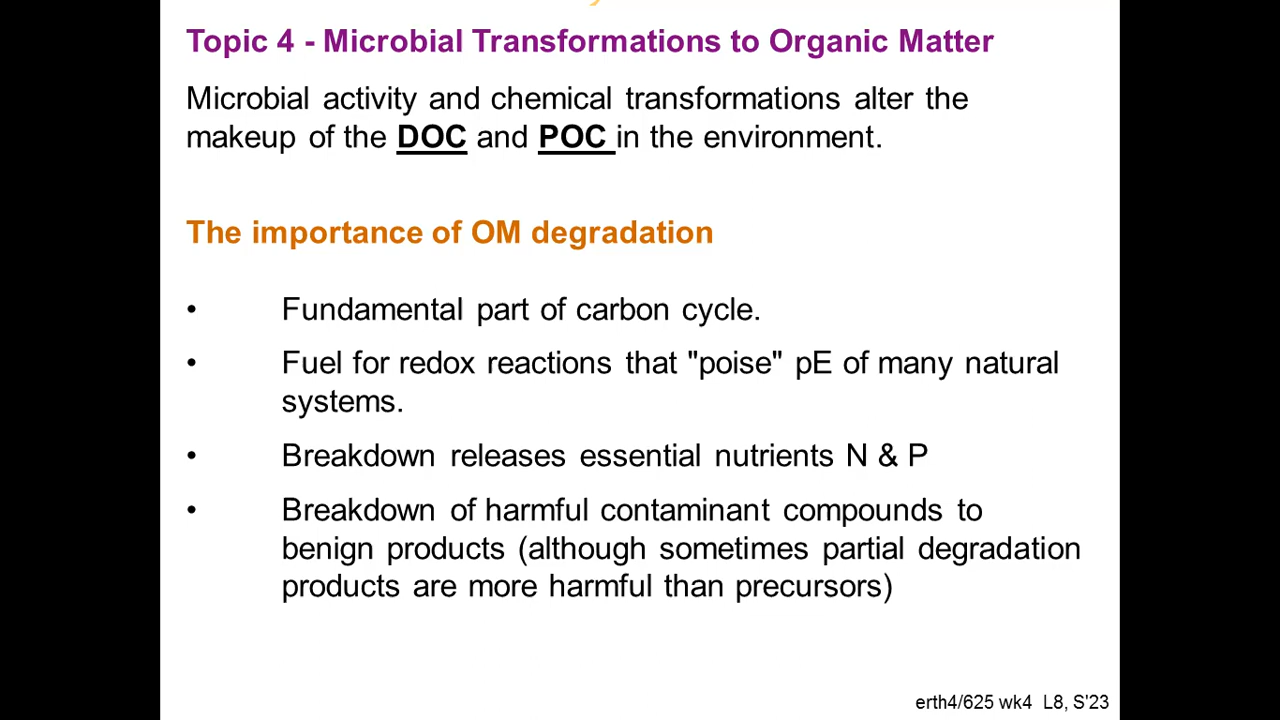 Topic 4 - Microbial Transformations to Organic Matter
Microbial activity and chemical transformations alter the
makeup of the DOC and POC in the environment.
The importance of OM degradation
• Fundamental part of carbon cycle.
• Fuel for redox reactions that "poise" pE of many natural
systems.
• Breakdown releases essential nutrients N & P
• Breakdown of harmful contaminant compounds to
benign products (although sometimes partial degradation
products are more harmful than precursors)
erth4/625 wk4 L8, S'23